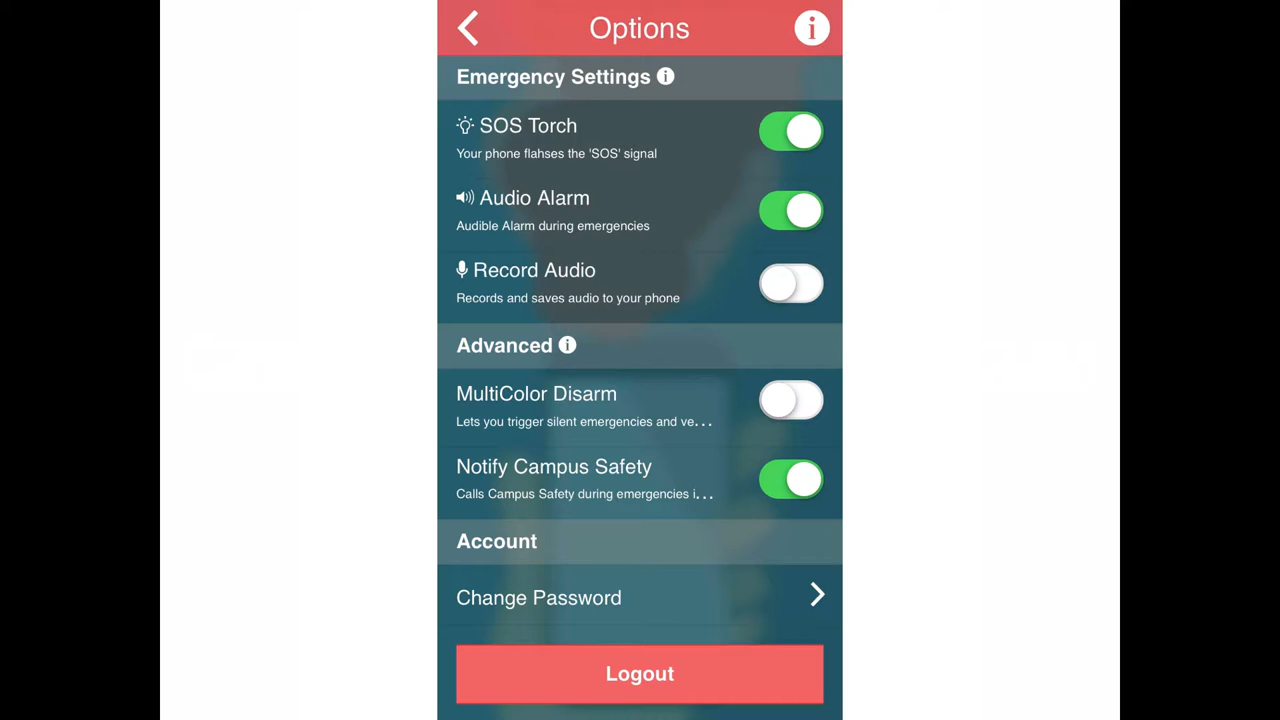 Options
Emergency Settings
SOS Torch
Your phone flahses the 'SOS' signal
Audio Alarm
Audible Alarm during emergencies
Record Audio
Records and saves audio to your phone
Advanced
MultiColor Disarm
Lets you trigger silent emergencies and ve...
Notify Campus Safety
Calls Campus Safety during emergencies i...
Account
Change Password
Logout